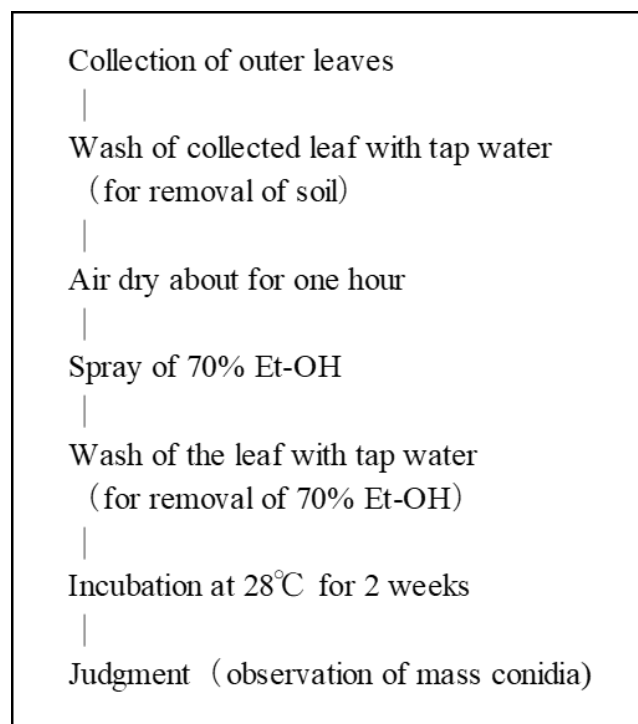 Collection of outer leaves
Wash of collected leaf with tap water
（for removal of soil）
Air dry about for one hour
Spray of 70% Et-OH
Wash of the leaf with tap water
（for removal of 70% Et-OH）
Incubation at 28℃ for 2 weeks
Judgment（observation of mass conidia)